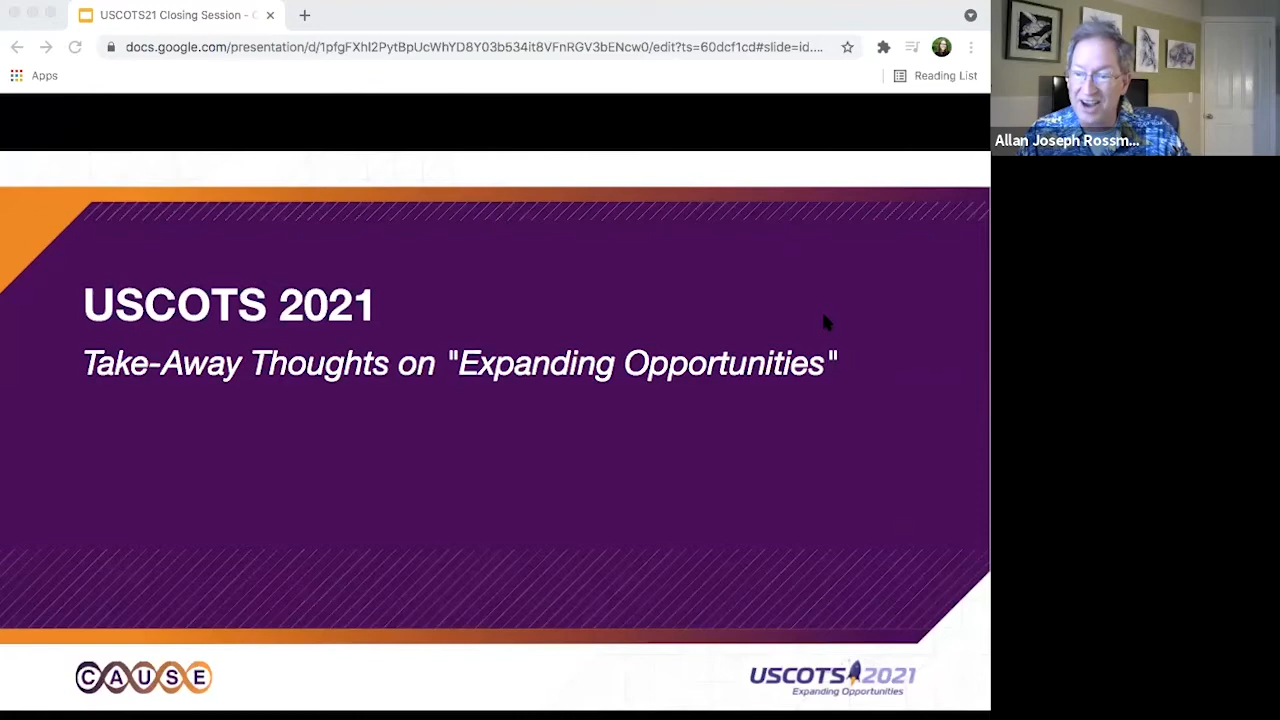 USCOTS21 Closing Session - C
docs.google.com/presentation/d/1pfgFXhI2PytBpUcWhYD8Y03b534it8VFnRGV3bENcw0/edit?ts=60dcf1cd#slide=id....
Apps
Reading List
Allan Joseph Rossm...
USCOTS 2021
Take-Away Thoughts on "Expanding Opportunities"
CAUSE
USCOTS 2021
Expanding Opportunities